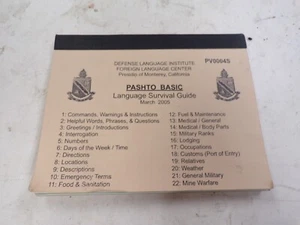 DEFENSE LANGUAGE INSTITUTE
FOREIGN LANGUAGE CENTER
Presidio of Monterey, California
PV5064S
PASHTO BASIC
Language Survival Guide
March 2005
1: Commands, Warnings & Instructions
2: Helpful Words, Phrases, & Questions
3: Greetings / Introductions
4: Interrogation
5: Numbers
6: Days of the Week / Time
7: Directions
8: Locations
9: Descriptions
10: Emergency Terms
11: Food & Sanitation
12: Fuel & Maintenance
13: Medical / General
14: Medical / Body Parts
15: Military Ranks
16: Lodging
17: Occupations
18: Customs (Port of Entry)
19: Relatives
20: Weather
21: General Military
22: Mine Warfare